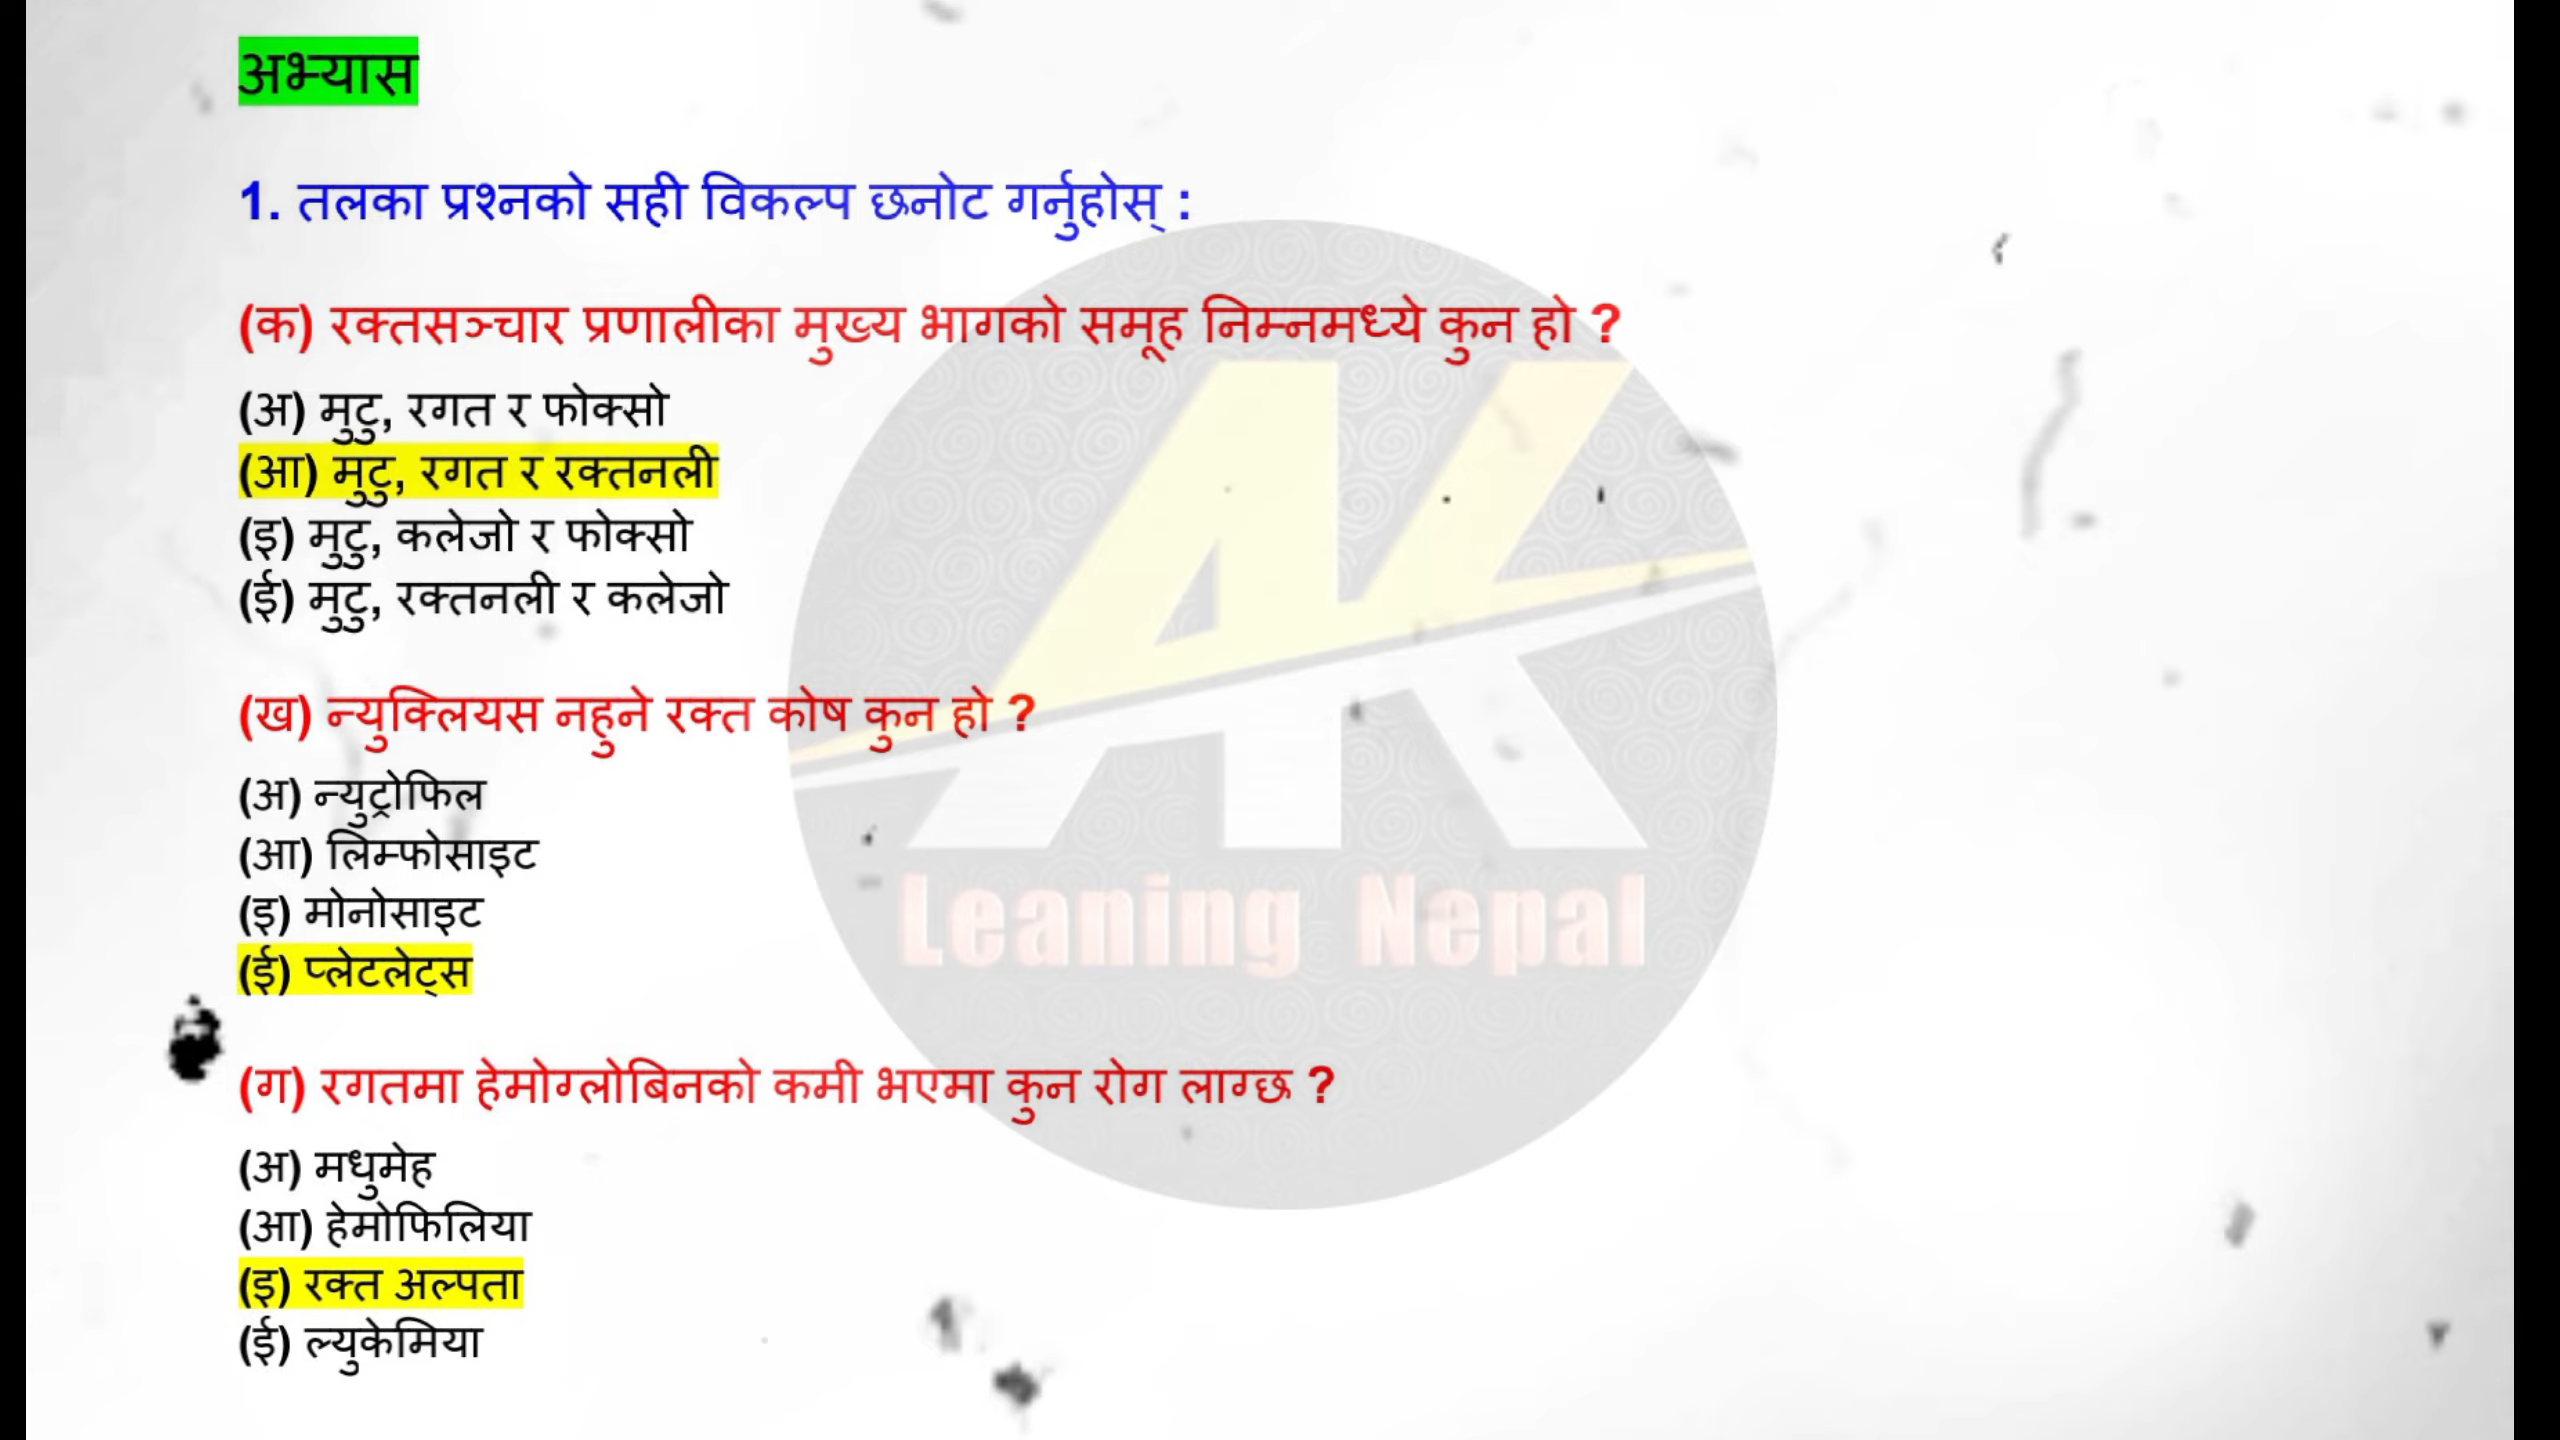 अभ्यास
1. तलका प्रश्नको सही विकल्प छनोट गर्नुहोस् :
(क) रक्तसञ्चार प्रणालीका मुख्य भागको समूह निम्नमध्ये कुन हो ?
(अ) मुटु, रगत र फोक्सो
(आ) मुटु, रगत र रक्तनली
(इ) मुटु, कलेजो र फोक्सो
(ई) मुटु, रक्तनली र कलेजो
(ख) न्युक्लियस नहुने रक्त कोष कुन हो ?
(अ) न्युट्रोफिल
(आ) लिम्फोसाइट
(इ) मोनोसाइट
(ई) प्लेटलेट्स
(ग) रगतमा हेमोग्लोबिनको कमी भएमा कुन रोग लाग्छ ?
(अ) मधुमेह
(आ) हेमोफिलिया
(इ) रक्त अल्पता
(ई) ल्युकेमिया
AK
Leaning Nepal